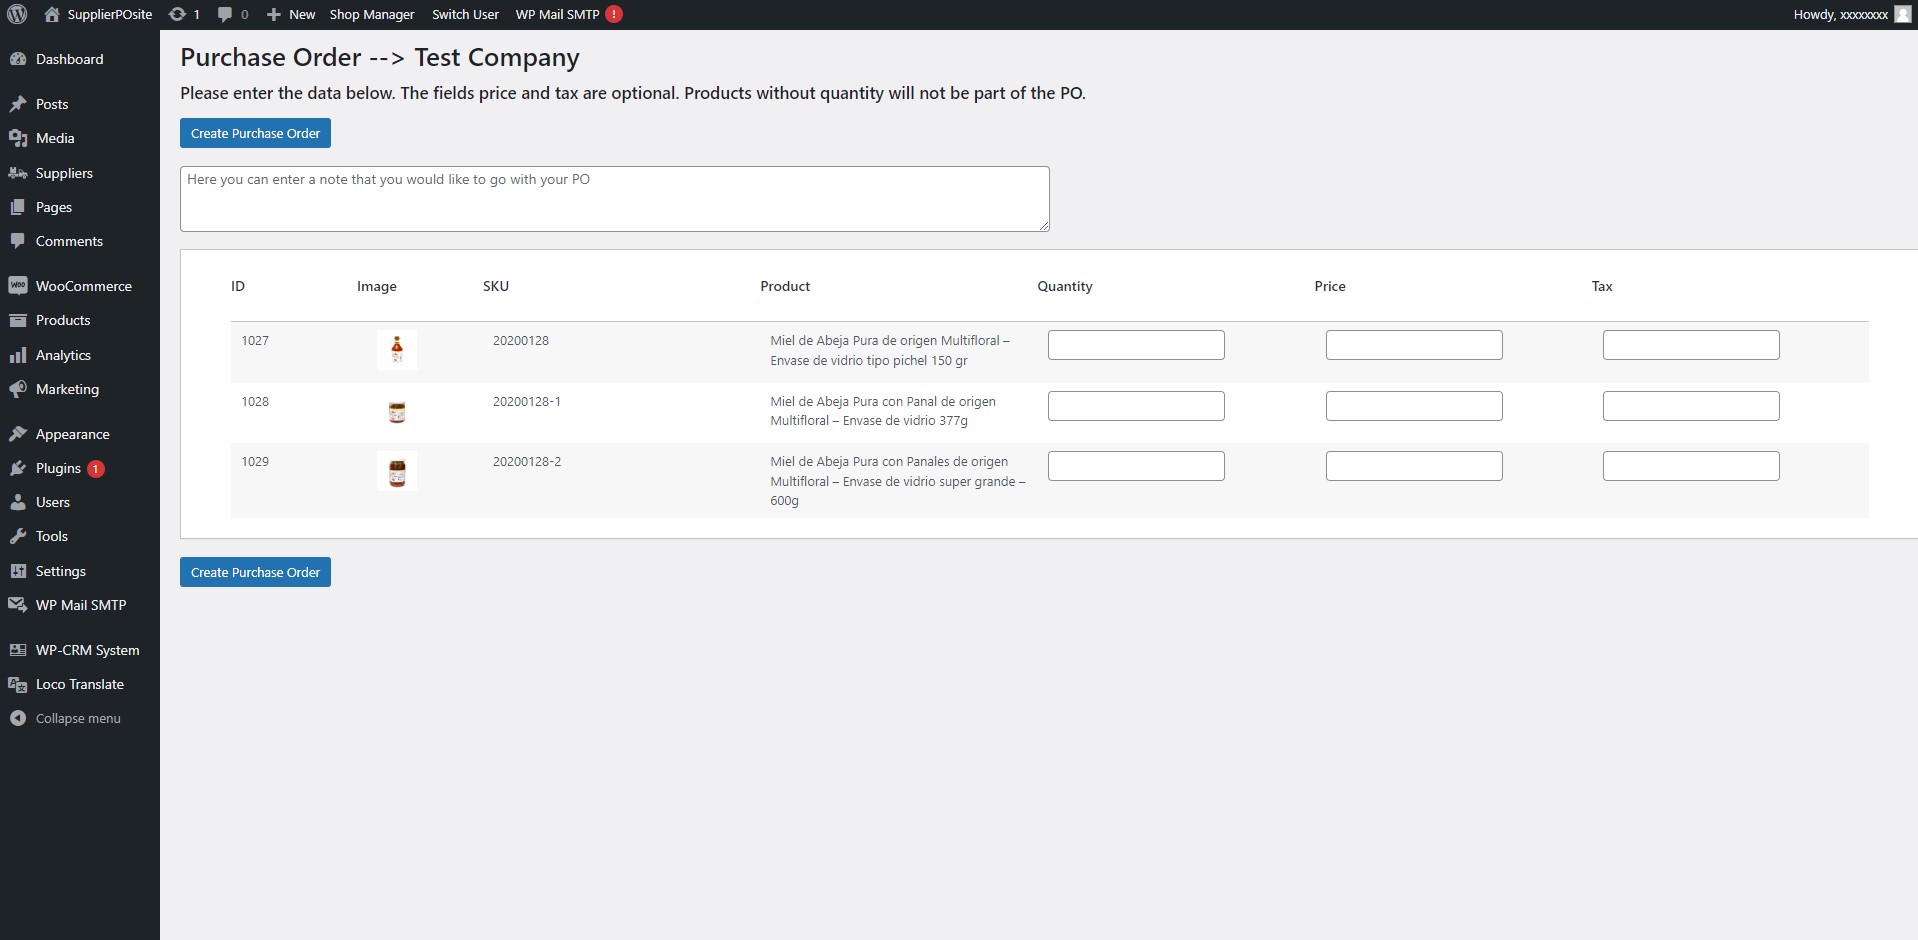 SupplierPOsite 1 0 New Shop Manager Switch User WP Mail SMTP ! Howdy, xxxxxxxx
Dashboard
Posts
Media
Suppliers
Pages
Comments
WooCommerce
Products
Analytics
Marketing
Appearance
Plugins 1
Users
Tools
Settings
WP Mail SMTP
WP-CRM System
Loco Translate
Collapse menu
Purchase Order --> Test Company
Please enter the data below. The fields price and tax are optional. Products without quantity will not be part of the PO.
Create Purchase Order
Here you can enter a note that you would like to go with your PO
ID Image SKU Product Quantity Price Tax
1027 20200128 Miel de Abeja Pura de origen Multifloral –
Envase de vidrio tipo pichel 150 gr
1028 20200128-1 Miel de Abeja Pura con Panal de origen
Multifloral – Envase de vidrio 377g
1029 20200128-2 Miel de Abeja Pura con Panales de origen
Multifloral – Envase de vidrio super grande –
600g
Create Purchase Order